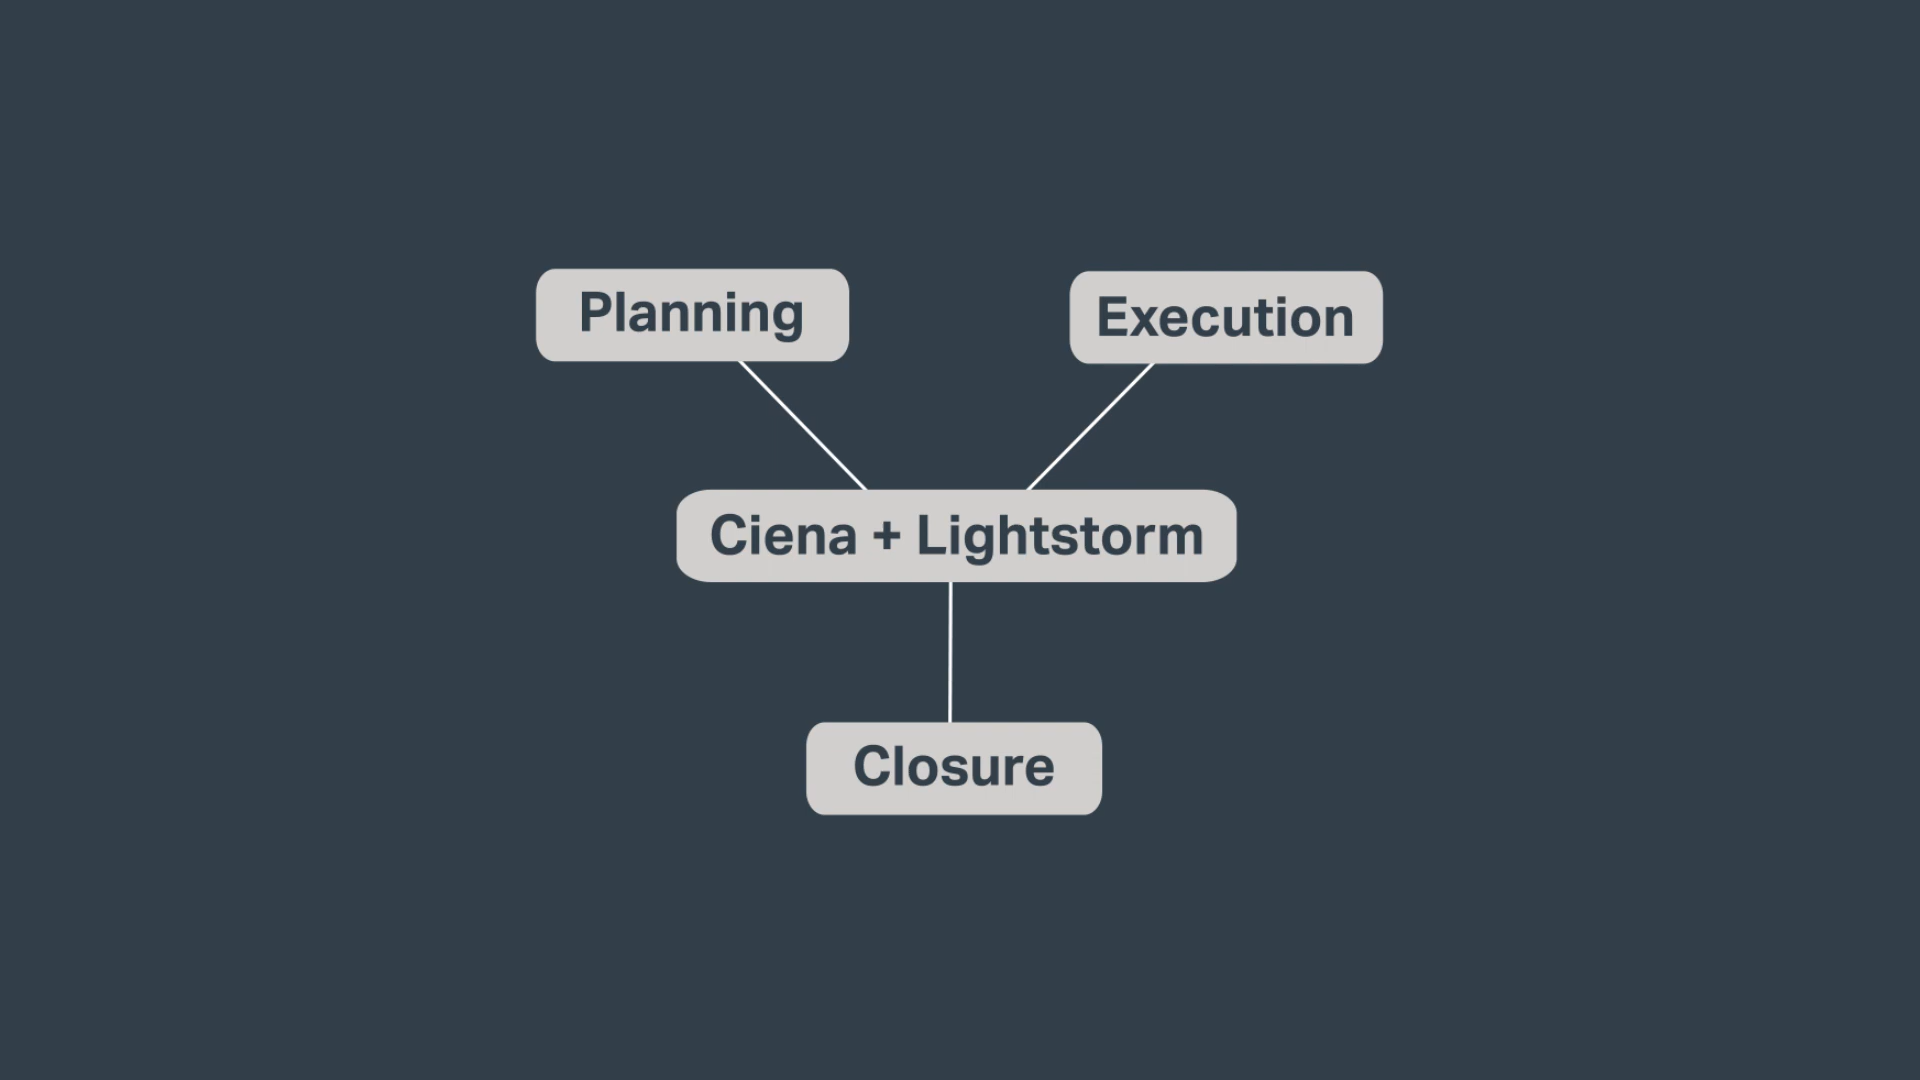 Planning
Execution
Ciena + Lightstorm
Closure